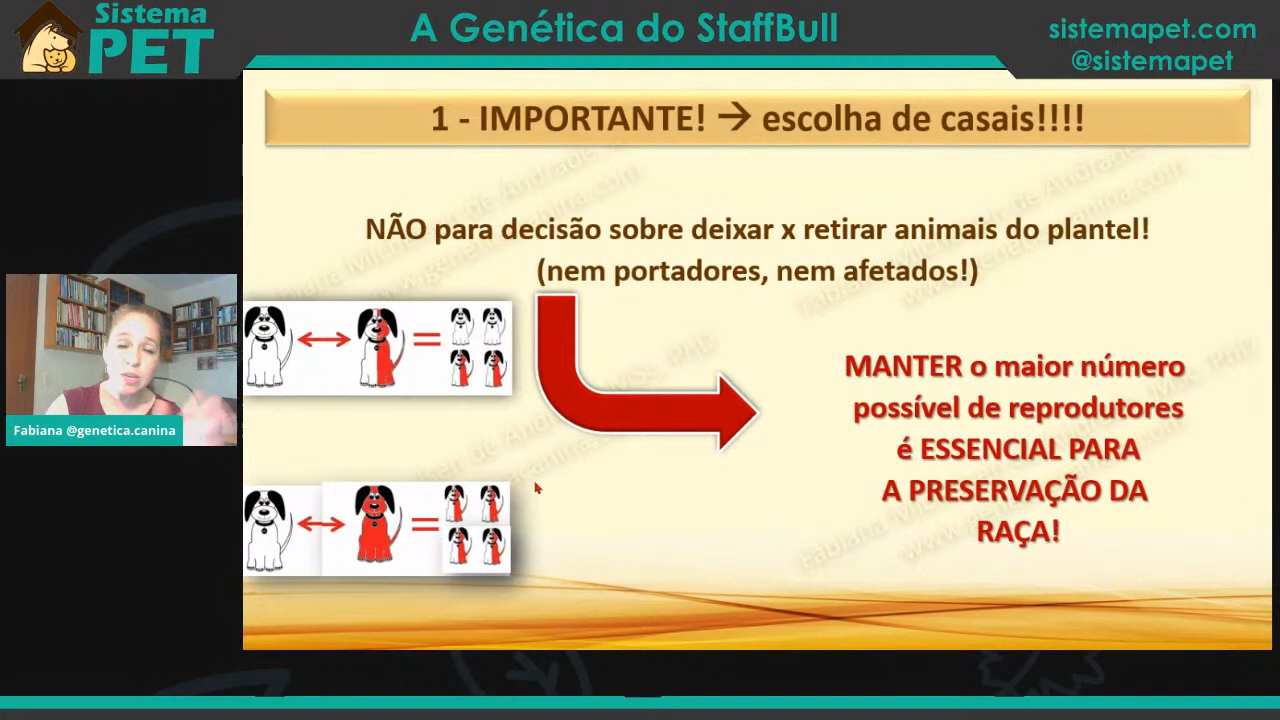 Sistema
PET
A Genética do StaffBull
sistemapet.com
@sistemapet
1 - IMPORTANTE! → escolha de casais!!!!
NÃO para decisão sobre deixar x retirar animais do plantel!
(nem portadores, nem afetados!)
MANTER o maior número
possível de reprodutores
é ESSENCIAL PARA
A PRESERVAÇÃO DA
RAÇA!
Fabiana @genetica.canina